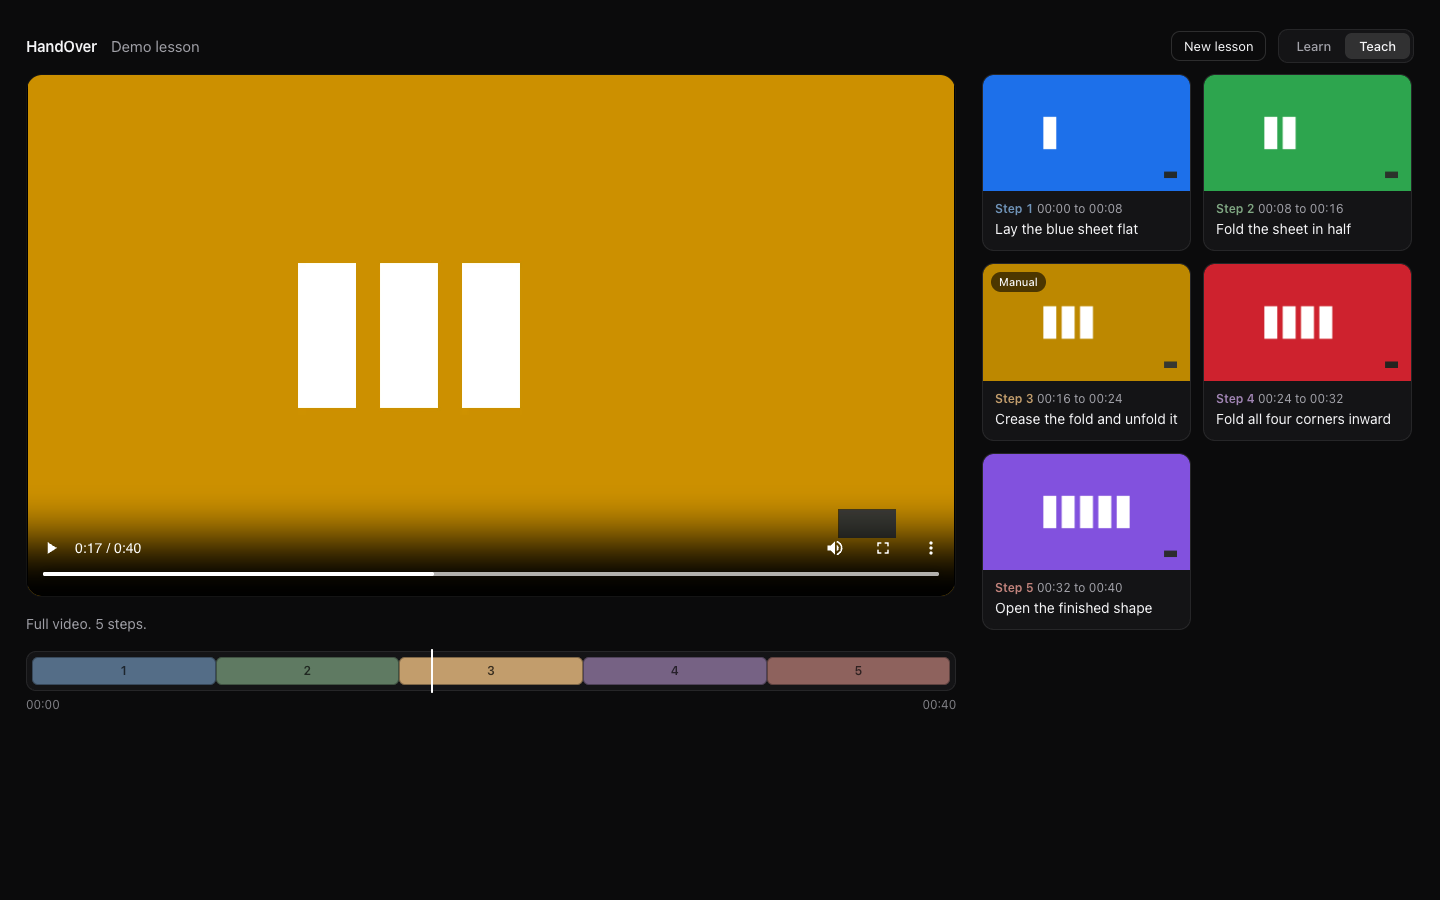 HandOver Demo lesson
New lesson
Learn
Teach
0:17 / 0:40
Full video. 5 steps.
1
2
3
4
5
00:00
00:40
Step 1 00:00 to 00:08
Lay the blue sheet flat
Step 2 00:08 to 00:16
Fold the sheet in half
Manual
Step 3 00:16 to 00:24
Crease the fold and unfold it
Step 4 00:24 to 00:32
Fold all four corners inward
Step 5 00:32 to 00:40
Open the finished shape